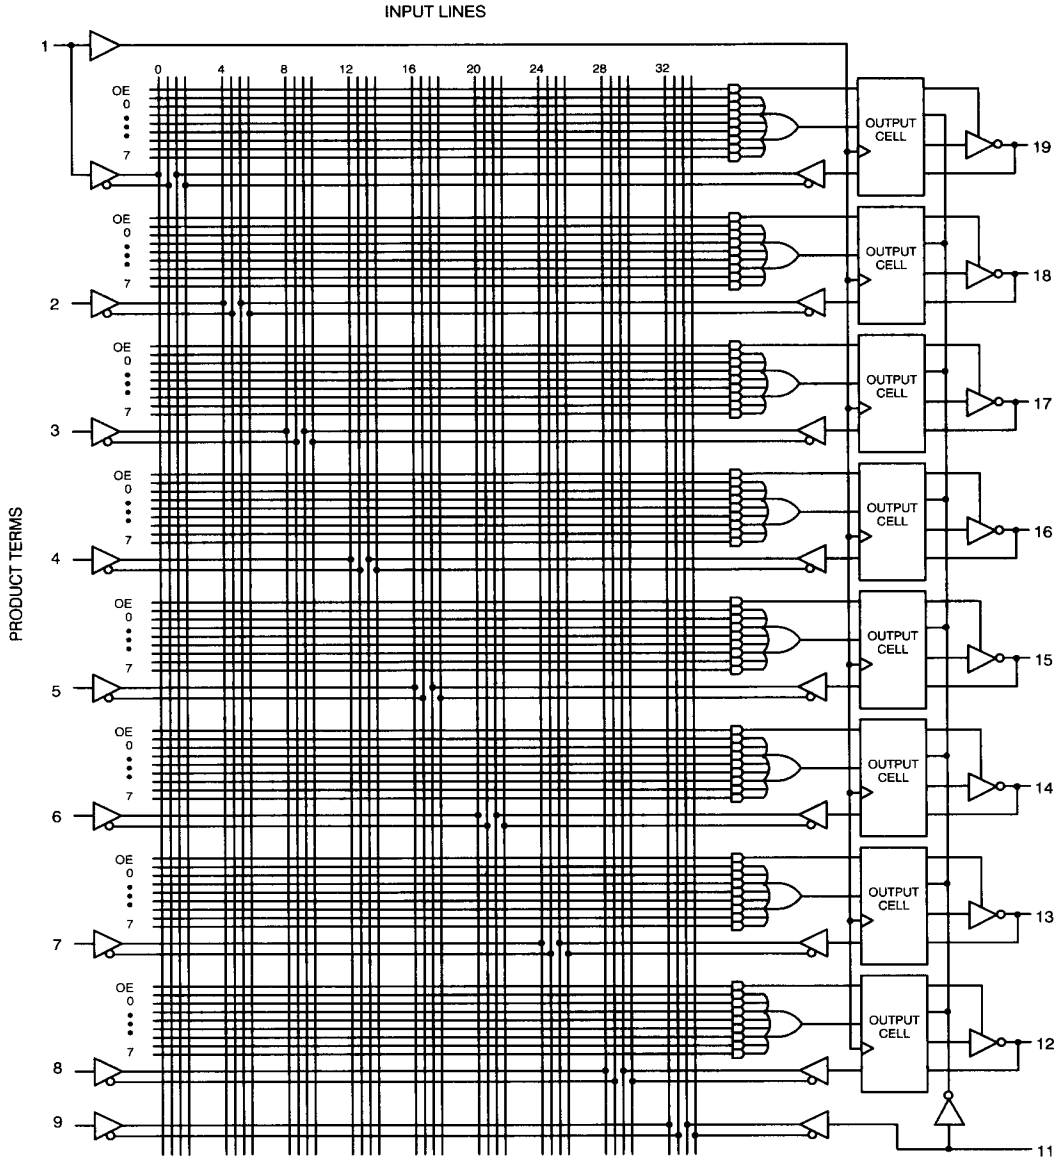 INPUT LINES
1
0 4 8 12 16 20 24 28 32
OE
0
7
OUTPUT
CELL
19
OE
0
7
OUTPUT
CELL
2
18
OE
0
7
OUTPUT
CELL
3
17
OE
0
7
OUTPUT
CELL
4
16
PRODUCT TERMS
OE
0
7
OUTPUT
CELL
5
15
OE
0
7
OUTPUT
CELL
6
14
OE
0
7
OUTPUT
CELL
7
13
OE
0
7
OUTPUT
CELL
8
12
9
11